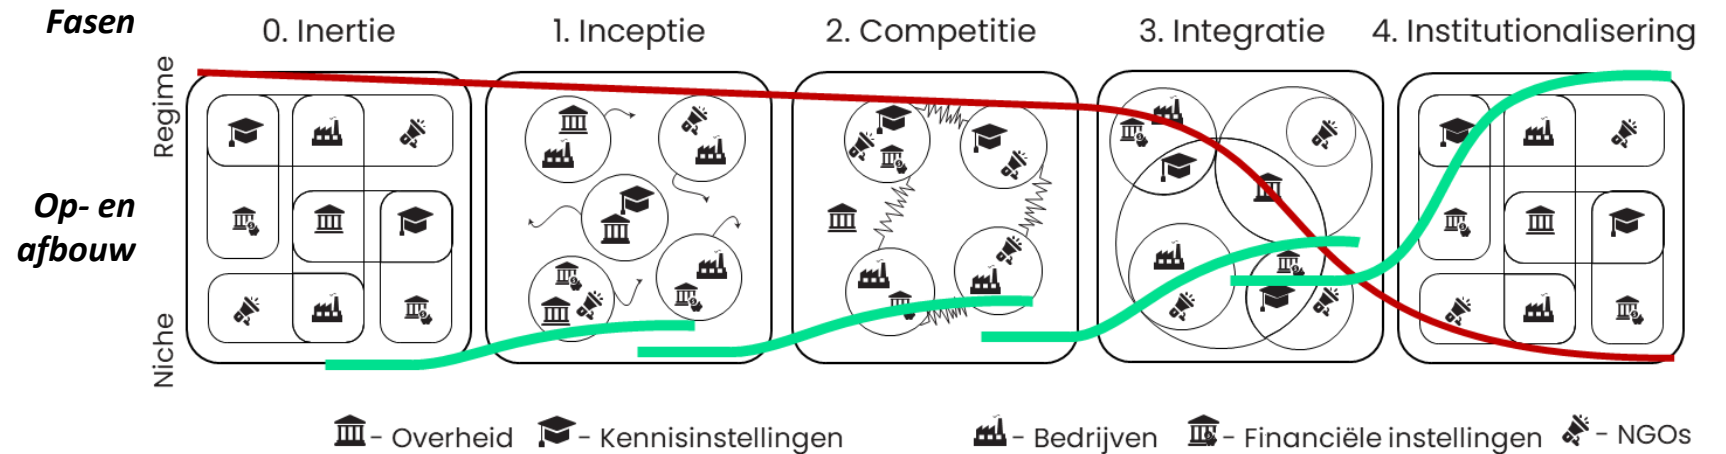 Fasen
0. Inertie
1. Inceptie
2. Competitie
3. Integratie
4. Institutionalisering
Regime
Op- en
afbouw
Niche
- Overheid
- Kennisinstellingen
- Bedrijven
- Financiële instellingen
- NGOs